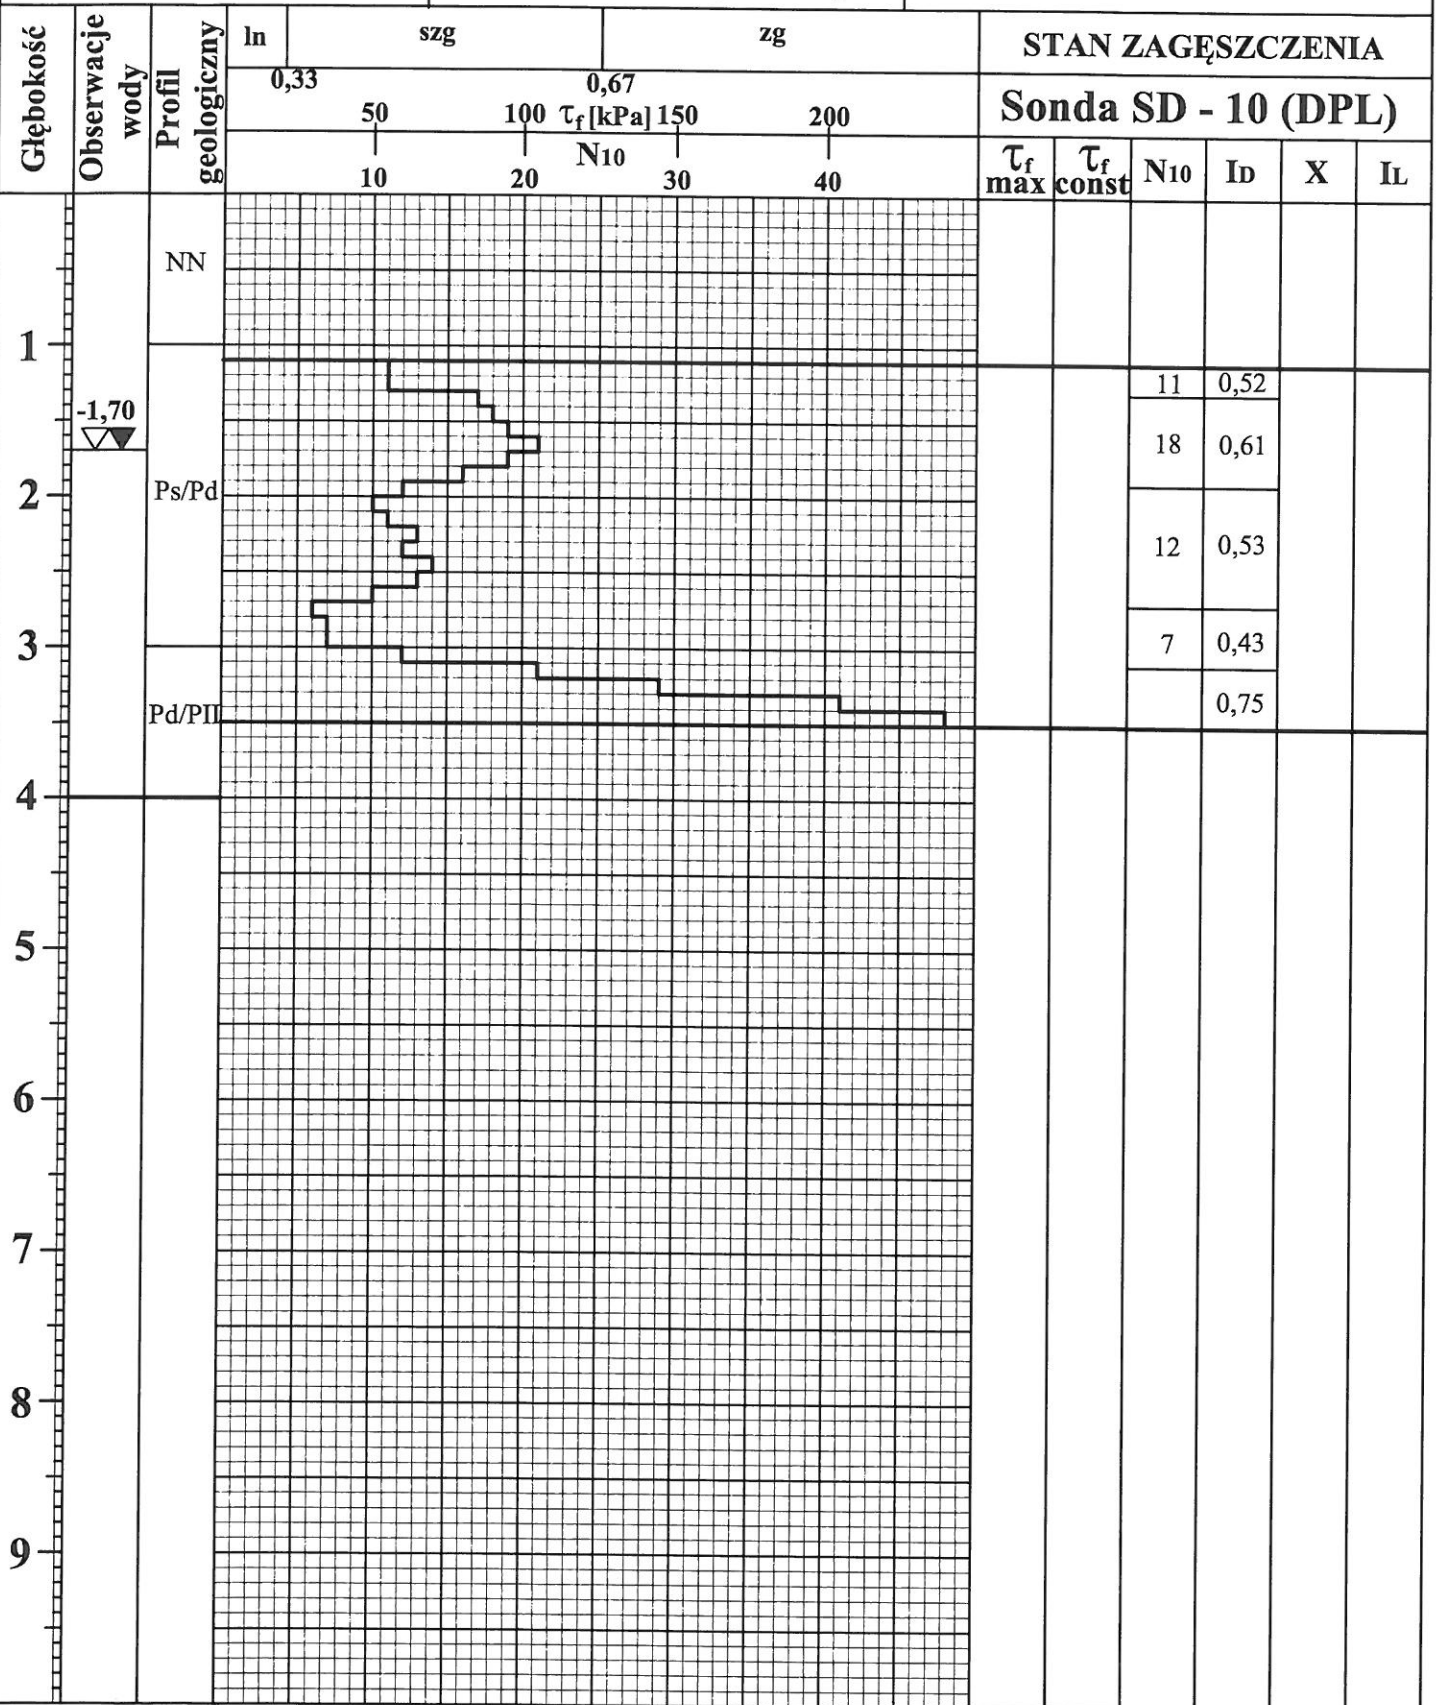 Głębokość
Obserwacje wody
Profil geologiczny
ln szg zg
0,33 0,67
50 100 τf [kPa] 150 200
N10
10 20 30 40
STAN ZAGĘSZCZENIA
Sonda SD - 10 (DPL)
τf max τf const N10 ID X IL
NN
1
11 0,52
-1,70
18 0,61
2 Ps/Pd
12 0,53
3
7 0,43
Pd/PII 0,75
4
5
6
7
8
9